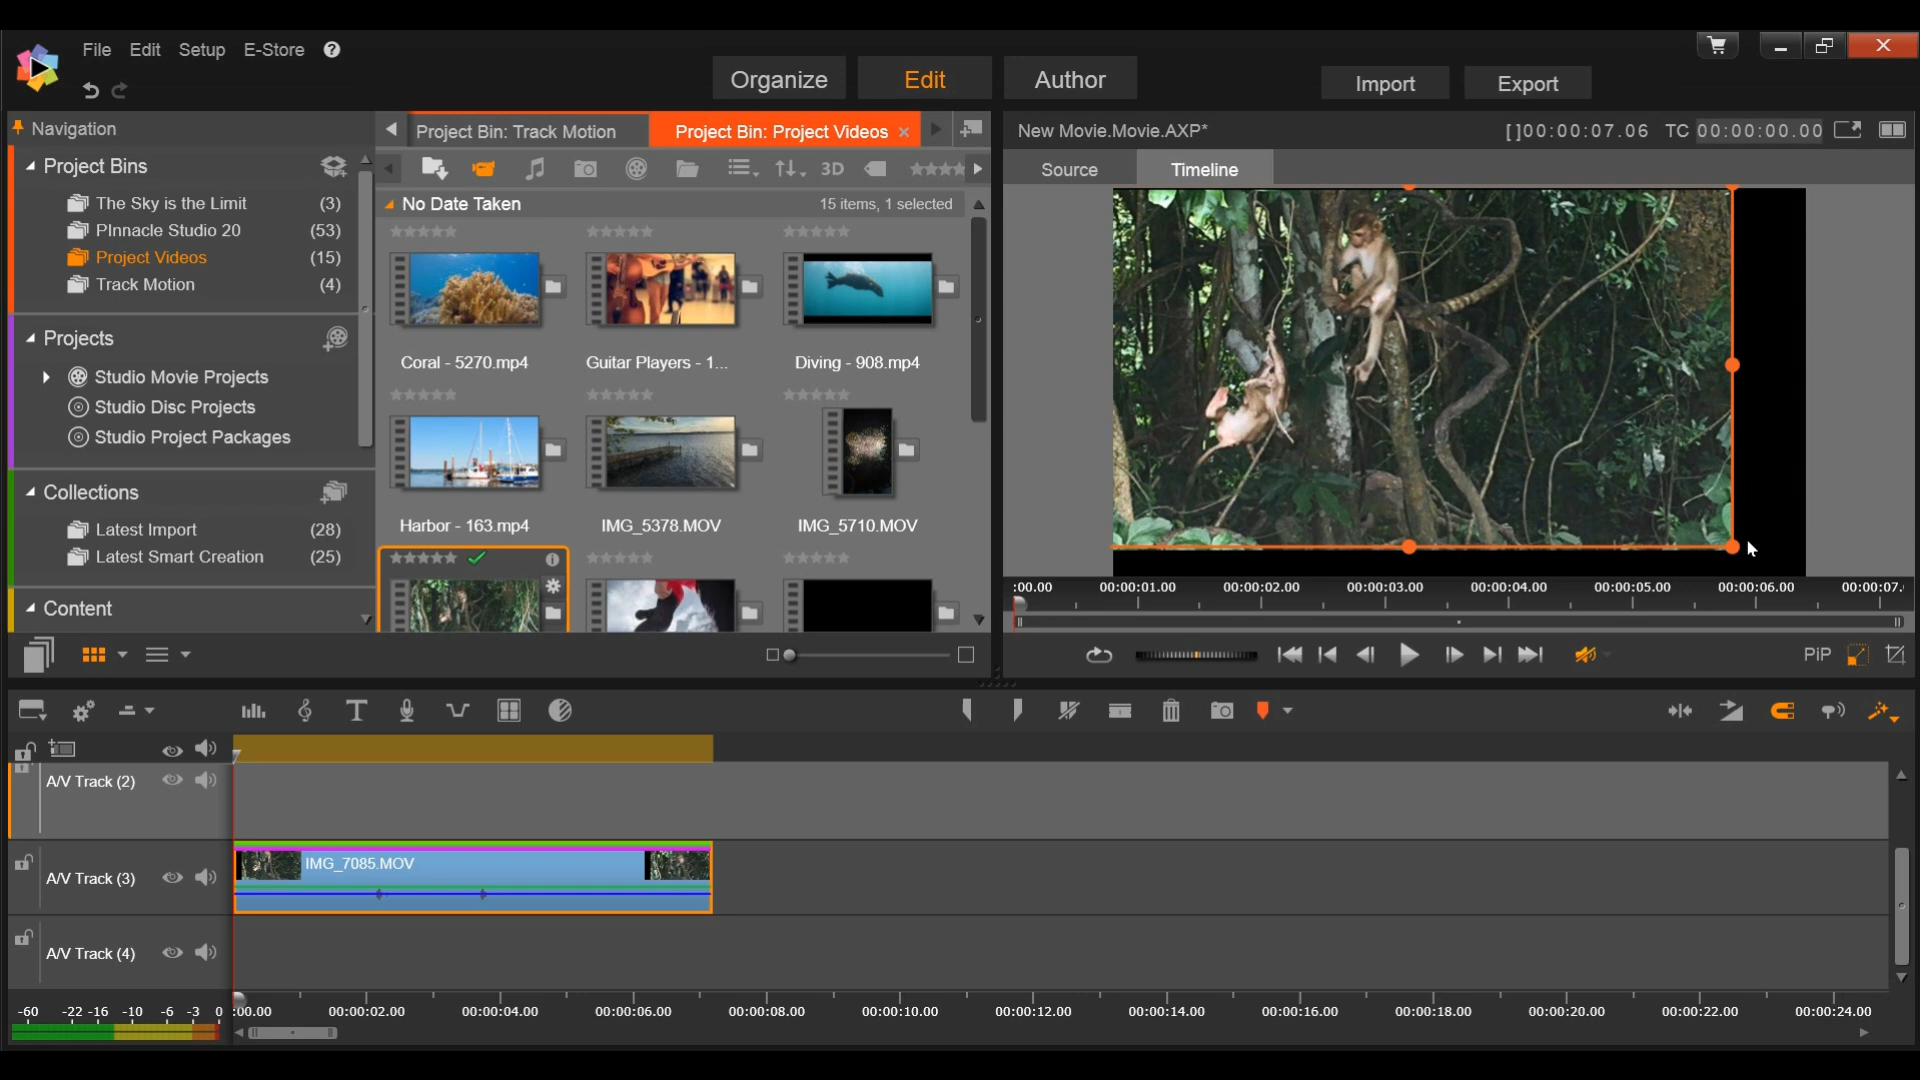 File Edit Setup E-Store ?
Organize Edit Author Import Export
Navigation
Project Bins
The Sky is the Limit (3)
PInnacle Studio 20 (53)
Project Videos (15)
Track Motion (4)
Projects
Studio Movie Projects
Studio Disc Projects
Studio Project Packages
Collections
Latest Import (28)
Latest Smart Creation (25)
Content
Project Bin: Track Motion Project Bin: Project Videos ×
3D
No Date Taken 15 items, 1 selected
Coral - 5270.mp4 Guitar Players - 1... Diving - 908.mp4
Harbor - 163.mp4 IMG_5378.MOV IMG_5710.MOV
New Movie.Movie.AXP* []00:00:07.06 TC 00:00:00.00
Source Timeline
:00.00 00:00:01.00 00:00:02.00 00:00:03.00 00:00:04.00 00:00:05.00 00:00:06.00 00:00:07.
PiP
A/V Track (2)
A/V Track (3) IMG_7085.MOV
A/V Track (4)
-60 -22 -16 -10 -6 -3 0 :00.00 00:00:02.00 00:00:04.00 00:00:06.00 00:00:08.00 00:00:10.00 00:00:12.00 00:00:14.00 00:00:16.00 00:00:18.00 00:00:20.00 00:00:22.00 00:00:24.00